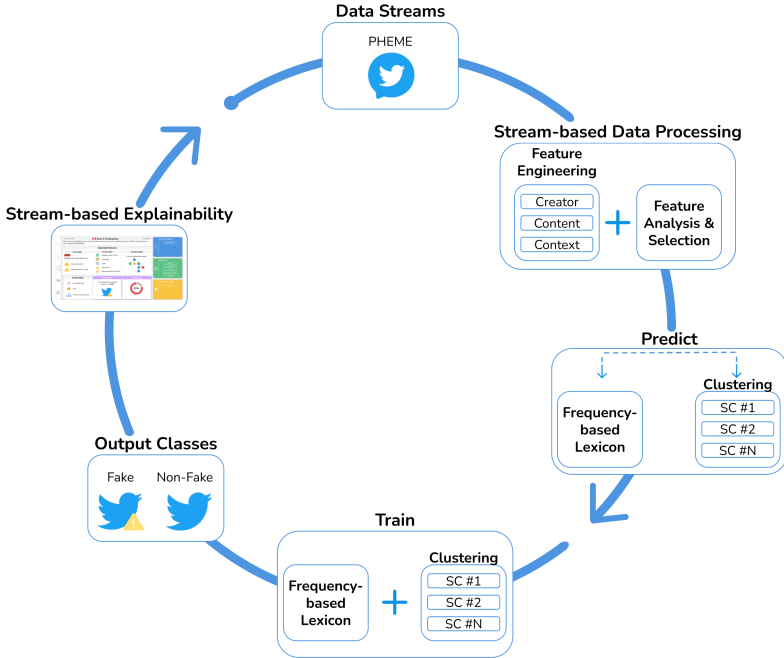 Data Streams
PHEME
Stream-based Data Processing
Feature
Engineering
Creator
Content
Context
Feature
Analysis &
Selection
Predict
Frequency-
based
Lexicon
Clustering
SC #1
SC #2
SC #N
Train
Frequency-
based
Lexicon
Clustering
SC #1
SC #2
SC #N
Output Classes
Fake
Non-Fake
Stream-based Explainability